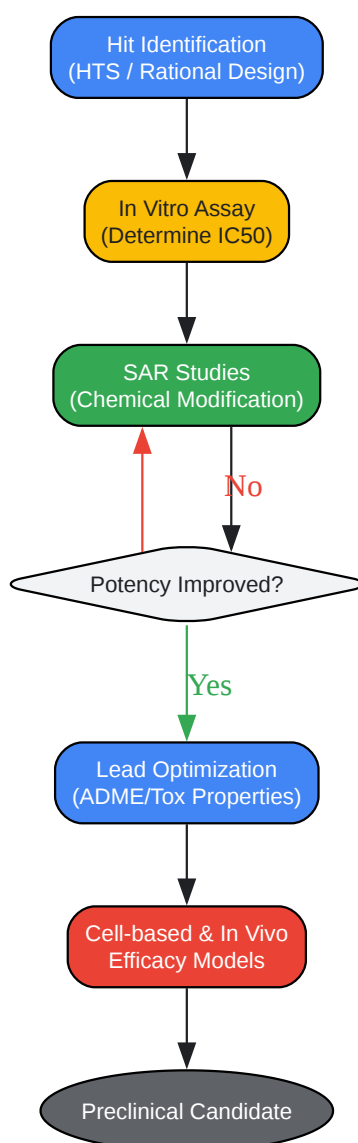 Hit Identification
(HTS / Rational Design)
In Vitro Assay
(Determine IC50)
SAR Studies
(Chemical Modification)
No
Potency Improved?
Yes
Lead Optimization
(ADME/Tox Properties)
Cell-based & In Vivo
Efficacy Models
Preclinical Candidate